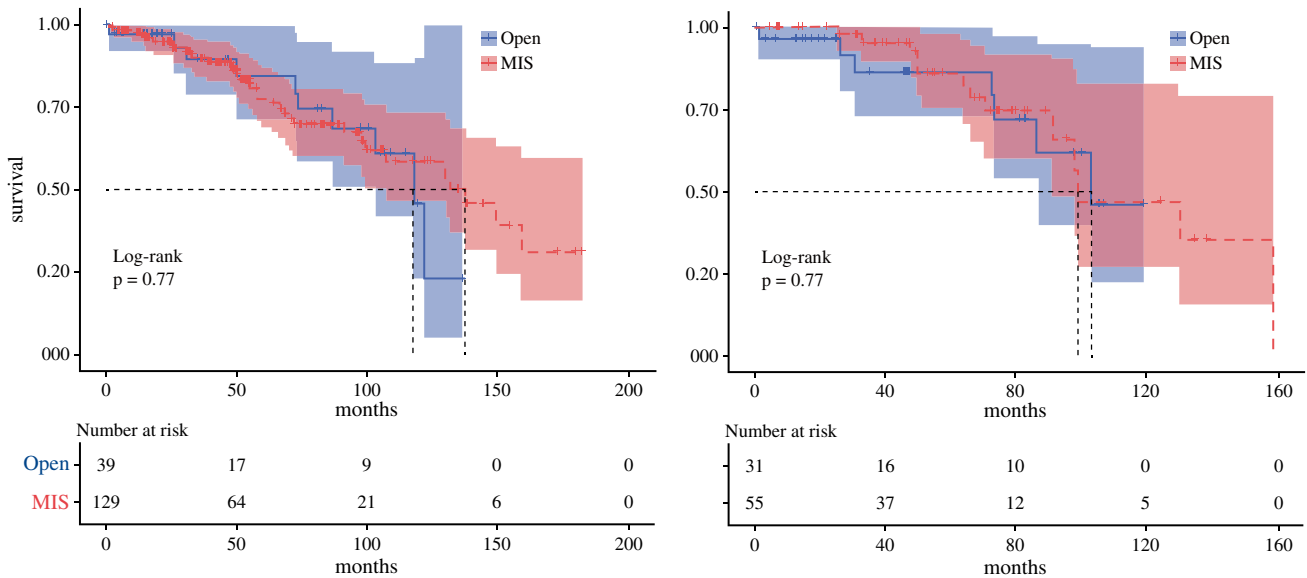 1.00
0.70
0.50
0.20
000
survival
Open
MIS
Log-rank
p = 0.77
0 50 100 150 200
months
Number at risk
Open 39 17 9 0 0
MIS 129 64 21 6 0
0 50 100 150 200
months
1.00
0.70
0.50
0.20
000
Open
MIS
Log-rank
p = 0.77
0 40 80 120 160
months
Number at risk
31 16 10 0 0
55 37 12 5 0
0 40 80 120 160
months